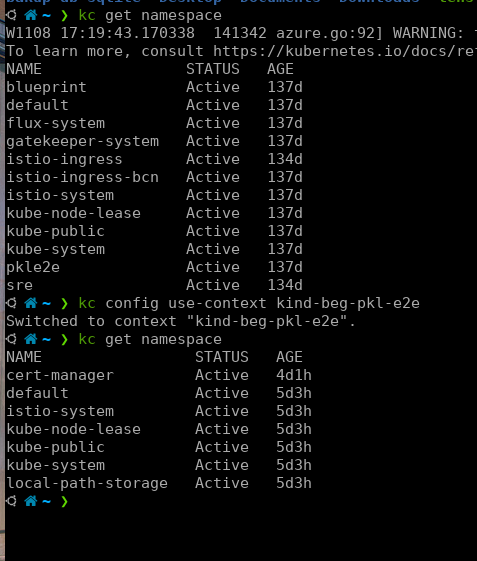 ❯ kc get namespace
W1108 17:19:43.170338  141342 azure.go:92] WARNING:
To learn more, consult https://kubernetes.io/docs/re
NAME                STATUS   AGE
blueprint           Active   137d
default             Active   137d
flux-system         Active   137d
gatekeeper-system   Active   137d
istio-ingress       Active   134d
istio-ingress-bcn   Active   137d
istio-system        Active   137d
kube-node-lease     Active   137d
kube-public         Active   137d
kube-system         Active   137d
pkle2e              Active   137d
sre                 Active   134d
~ ❯ kc config use-context kind-beg-pkl-e2e
Switched to context "kind-beg-pkl-e2e".
~ ❯ kc get namespace
NAME                 STATUS   AGE
cert-manager         Active   4d1h
default              Active   5d3h
istio-system         Active   5d3h
kube-node-lease      Active   5d3h
kube-public          Active   5d3h
kube-system          Active   5d3h
local-path-storage   Active   5d3h
~ ❯